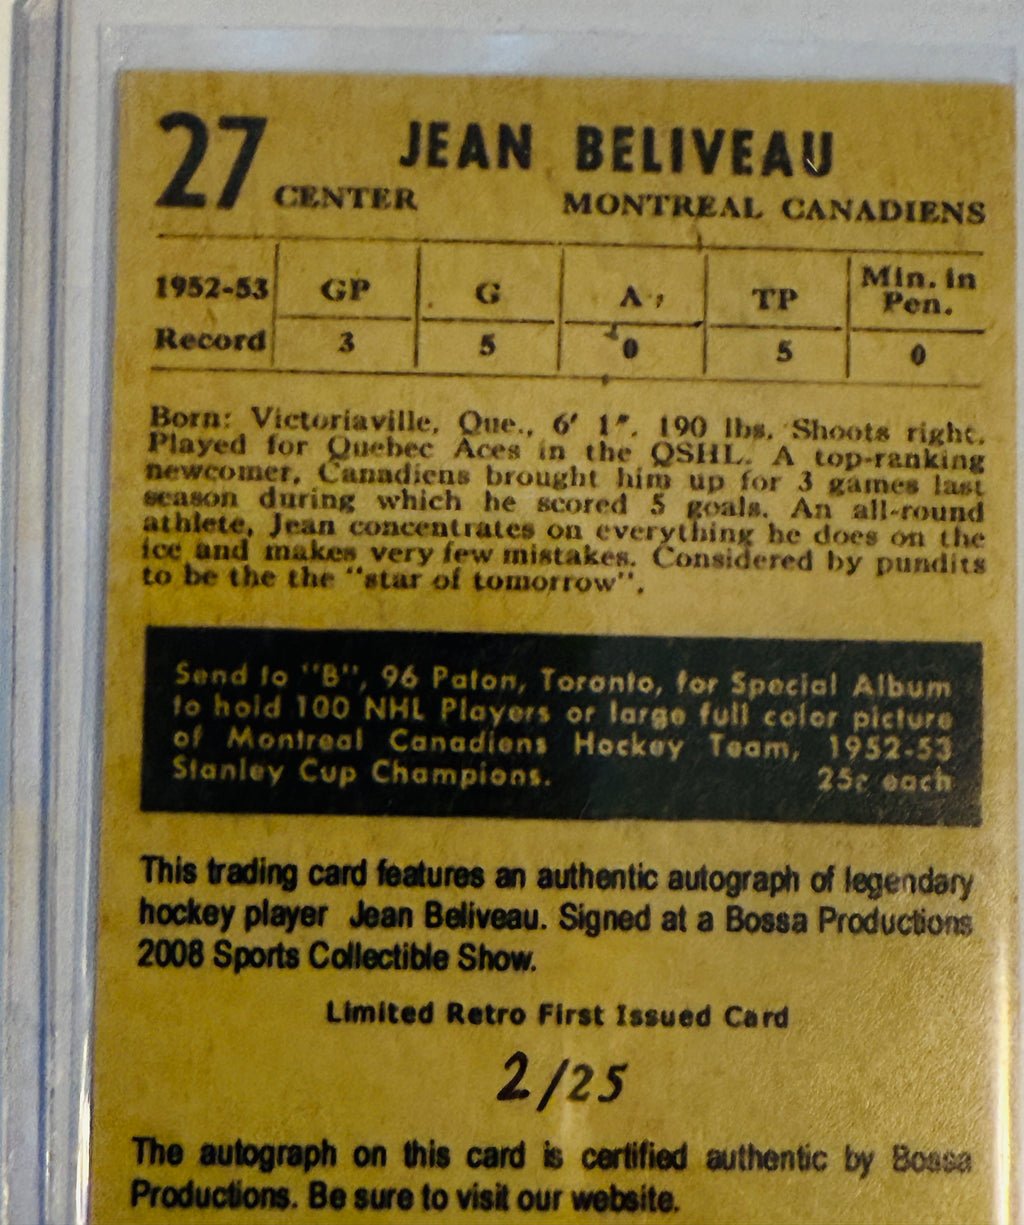 27 JEAN BELIVEAU
CENTER MONTREAL CANADIENS
1952-53 GP G A TP Min. in Pen.
Record 3 5 0 5 0
Born: Victoriaville, Que., 6' 1". 190 lbs. Shoots right.
Played for Quebec Aces in the QSHL. A top-ranking
newcomer, Canadiens brought him up for 3 games last
season during which he scored 5 goals. An all-round
athlete, Jean concentrates on everything he does on the
ice and makes very few mistakes. Considered by pundits
to be the the "star of tomorrow".
Send to "B", 96 Paton, Toronto, for Special Album
to hold 100 NHL Players or large full color picture
of Montreal Canadiens Hockey Team, 1952-53
Stanley Cup Champions. 25¢ each
This trading card features an authentic autograph of legendary
hockey player Jean Beliveau. Signed at a Bossa Productions
2008 Sports Collectible Show.
Limited Retro First Issued Card
2/25
The autograph on this card is certified authentic by Bossa
Productions. Be sure to visit our website.